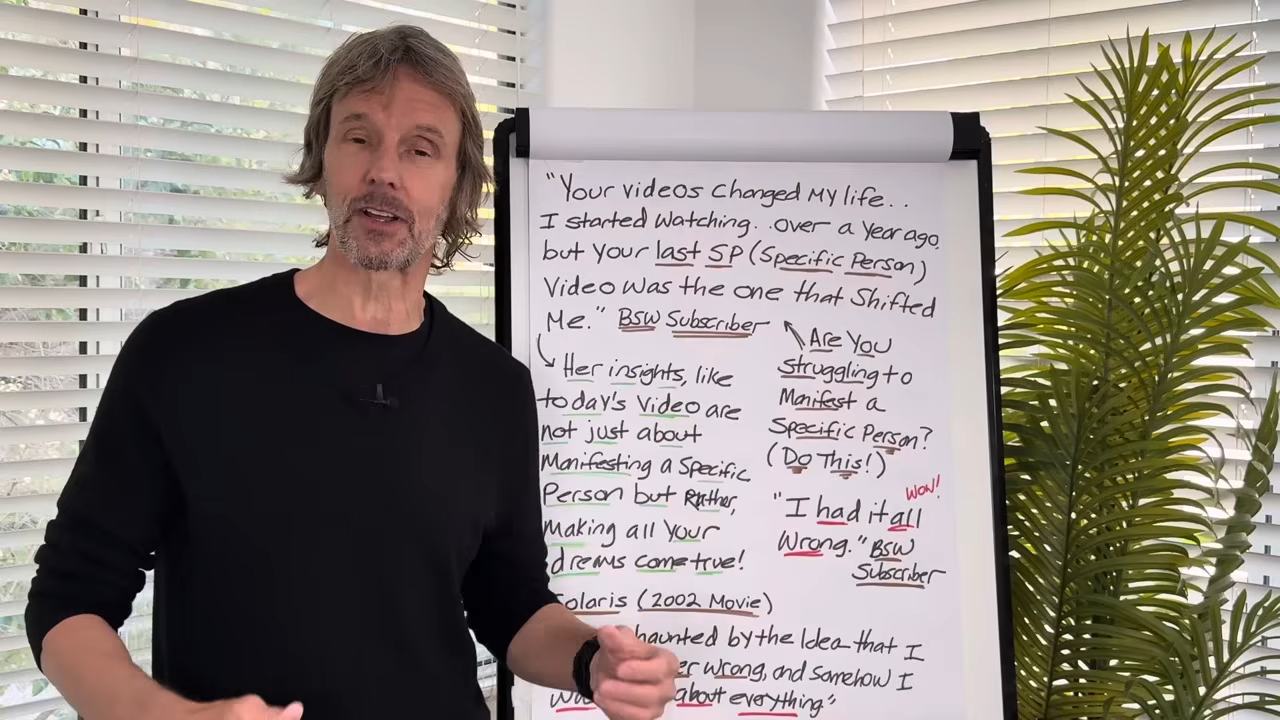 "Your videos changed my life..
I started watching.. over a year ago,
but your last SP (Specific Person)
Video was the one that shifted
me." BSW Subscriber
Her insights, like
today's video are
not just about
Manifesting a specific
Person but Rather,
making all your
dreams come true!
Are You
struggling to
Manifest a
Specific Person?
(Do This!)
WOW!
"I had it all
Wrong." BSW
Subscriber
Solaris (2002 Movie)
haunted by the Idea that I
wrong, and somehow I
about everything"